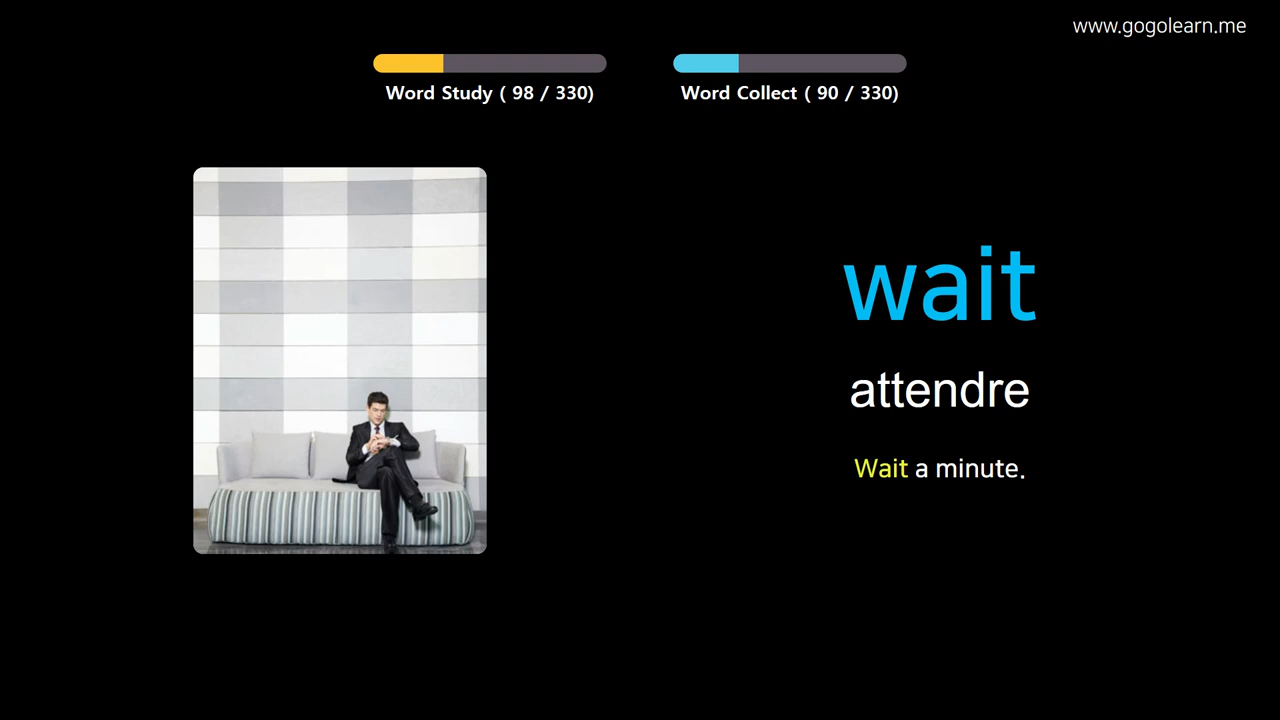 www.gogolearn.me
Word Study ( 98 / 330)
Word Collect ( 90 / 330)
wait
attendre
Wait a minute.